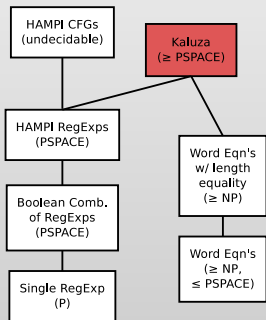 HAMPI CFGs
(undecidable)
Kaluza
(≥ PSPACE)
HAMPI RegExps
(PSPACE)
Word Eqn's
w/ length
equality
(≥ NP)
Boolean Comb.
of RegExps
(PSPACE)
Word Eqn's
(≥ NP,
≤ PSPACE)
Single RegExp
(P)